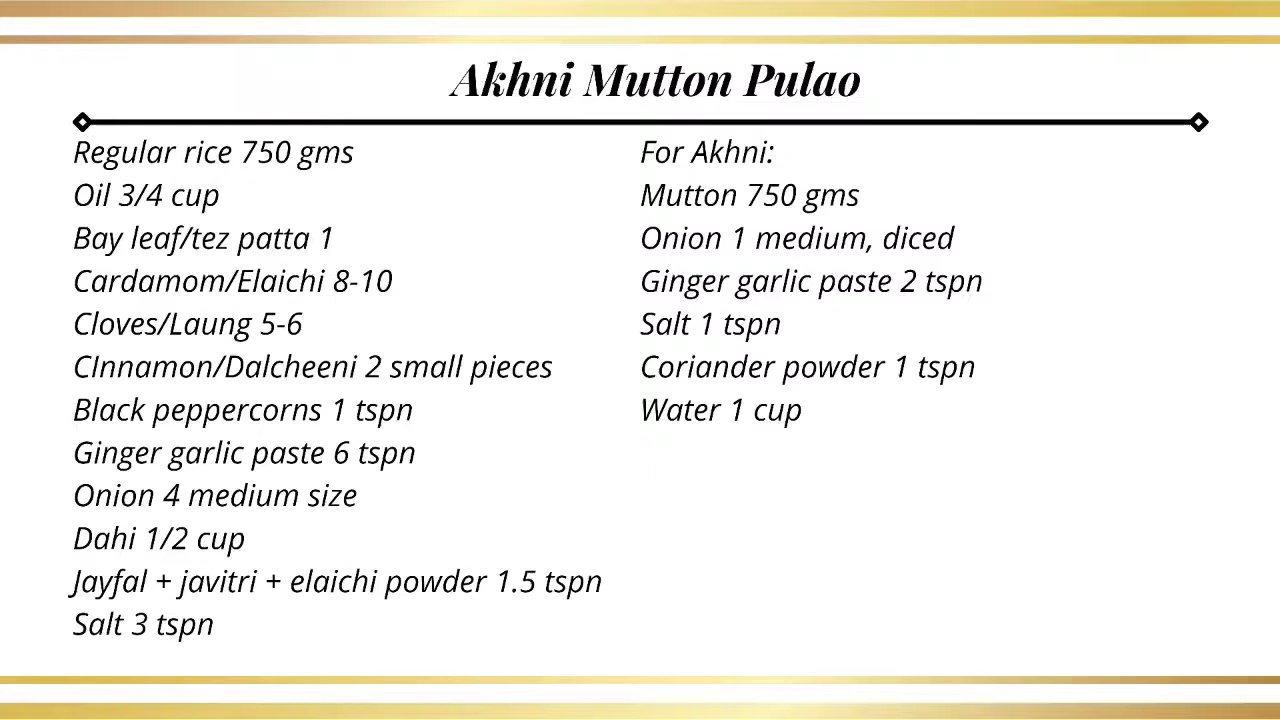 Akhni Mutton Pulao
Regular rice 750 gms
Oil 3/4 cup
Bay leaf/tez patta 1
Cardamom/Elaichi 8-10
Cloves/Laung 5-6
CInnamon/Dalcheeni 2 small pieces
Black peppercorns 1 tspn
Ginger garlic paste 6 tspn
Onion 4 medium size
Dahi 1/2 cup
Jayfal + javitri + elaichi powder 1.5 tspn
Salt 3 tspn
For Akhni:
Mutton 750 gms
Onion 1 medium, diced
Ginger garlic paste 2 tspn
Salt 1 tspn
Coriander powder 1 tspn
Water 1 cup